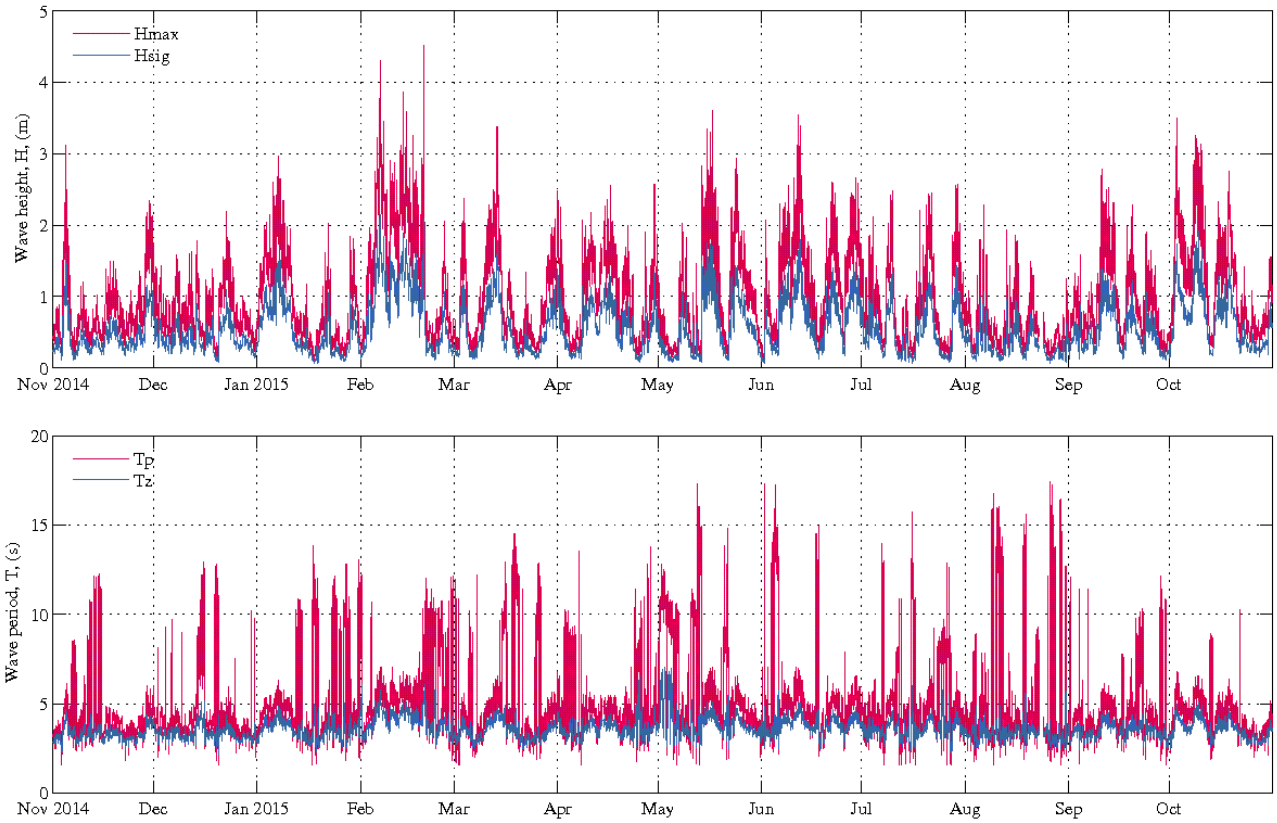 5
Hmax
Hsig
4
3
2
1
0
Wave height, H, (m)
Nov 2014 Dec Jan 2015 Feb Mar Apr May Jun Jul Aug Sep Oct
20
Tp
Tz
15
10
5
0
Wave period, T, (s)
Nov 2014 Dec Jan 2015 Feb Mar Apr May Jun Jul Aug Sep Oct